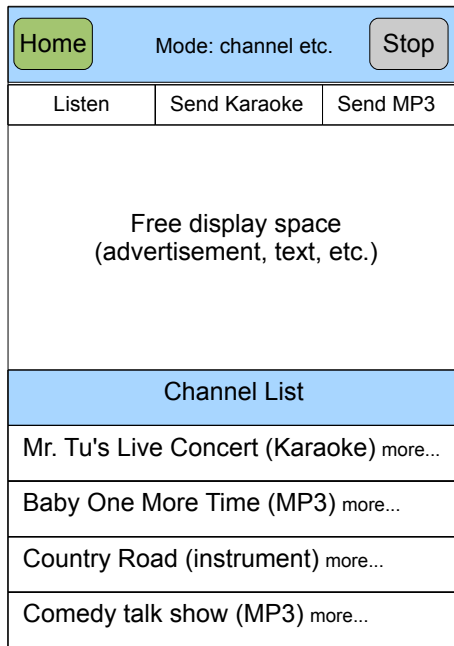 Home Mode: channel etc. Stop
Listen Send Karaoke Send MP3
Free display space
(advertisement, text, etc.)
Channel List
Mr. Tu's Live Concert (Karaoke) more...
Baby One More Time (MP3) more...
Country Road (instrument) more...
Comedy talk show (MP3) more...